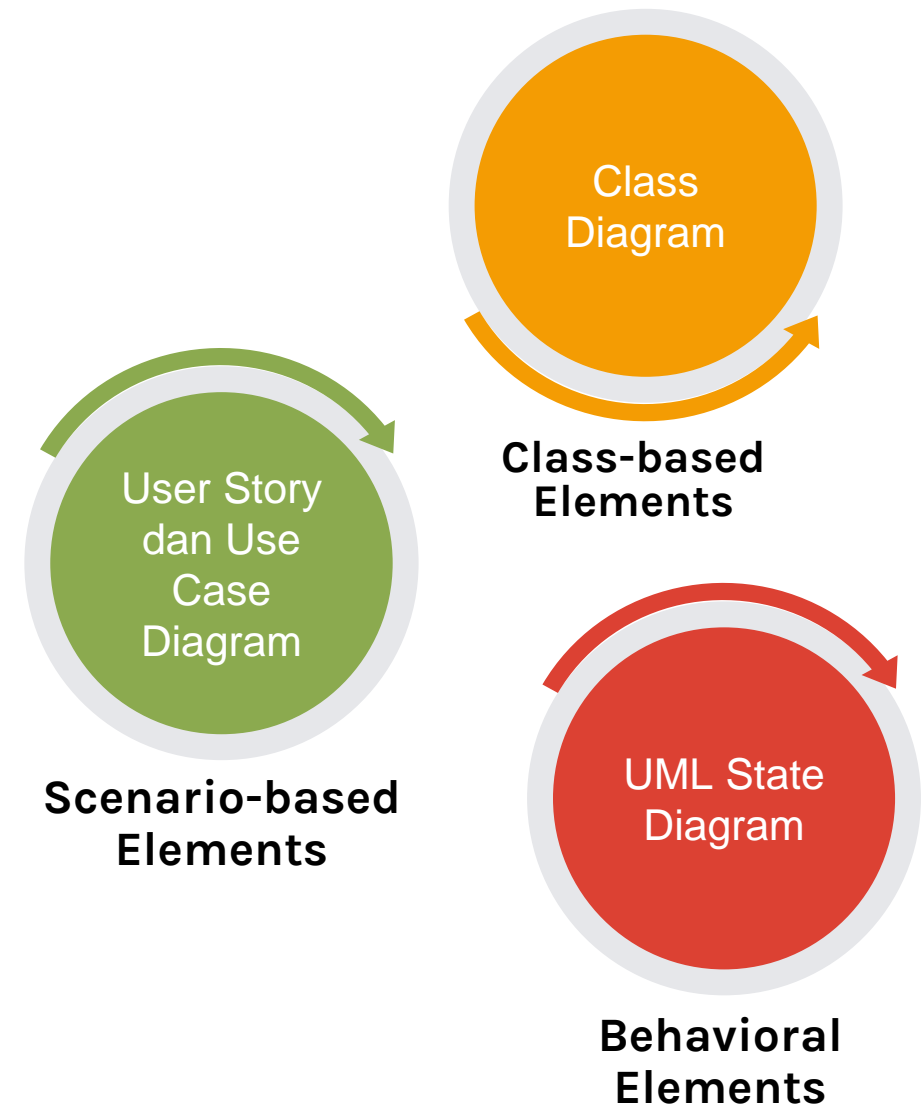 Class
Diagram
Class-based
Elements
User Story
dan Use
Case
Diagram
Scenario-based
Elements
UML State
Diagram
Behavioral
Elements